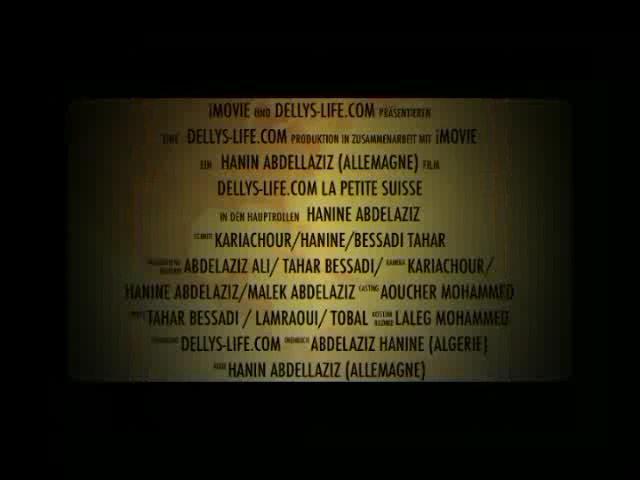 iMOVIE UND DELLYS-LIFE.COM PRÄSENTIEREN
EINE DELLYS-LIFE.COM PRODUKTION IN ZUSAMMENARBEIT MIT iMOVIE
EIN HANIN ABDELLAZIZ (ALLEMAGNE) FILM
DELLYS-LIFE.COM LA PETITE SUISSE
IN DEN HAUPTROLLEN HANINE ABDELAZIZ
SCHNITT KARIACHOUR/HANINE/BESSADI TAHAR
ABDELAZIZ ALI/ TAHAR BESSADI/ KAMERA KARIACHOUR/
HANINE ABDELAZIZ/MALEK ABDELAZIZ CASTING AOUCHER MOHAMMED
TAHAR BESSADI / LAMRAOUI/ TOBAL LALEG MOHAMMED
DELLYS-LIFE.COM DREHBUCH ABDELAZIZ HANINE (ALGERIE)
REGIE HANIN ABDELLAZIZ (ALLEMAGNE)